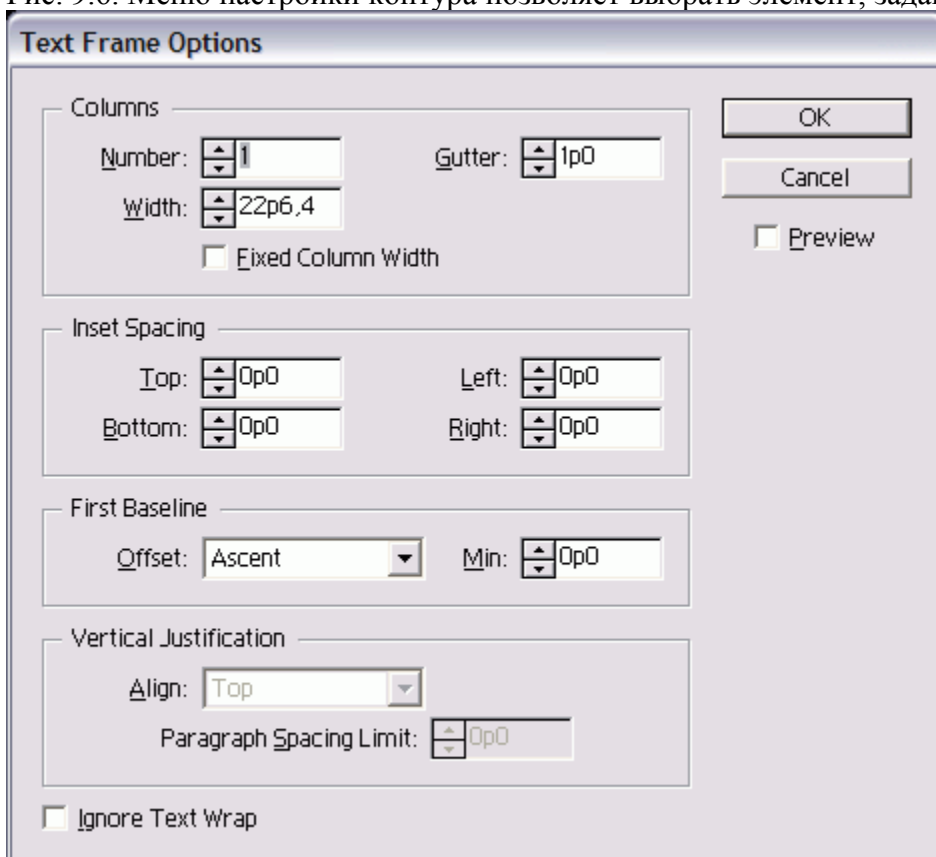 Рис. 9.6. Меню настройки контура позволяет выбрать элемент, задан
Text Frame Options
Columns
Number: 1 Gutter: 1p0
Width: 22p6,4
Fixed Column Width
OK
Cancel
Preview
Inset Spacing
Top: 0p0 Left: 0p0
Bottom: 0p0 Right: 0p0
First Baseline
Offset: Ascent Min: 0p0
Vertical Justification
Align: Top
Paragraph Spacing Limit: 0p0
Ignore Text Wrap